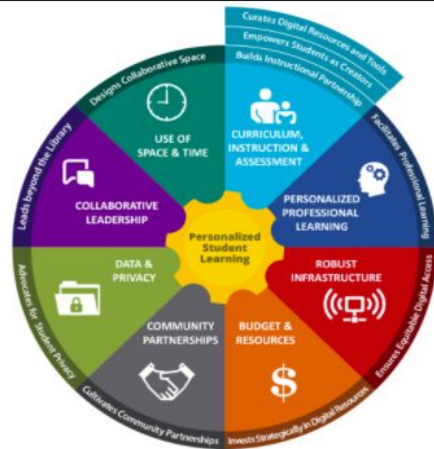 Curates Digital Resources and Tools
Empowers Students as Creators
Builds Instructional Partnership
Designs Collaborative Space
USE OF
SPACE & TIME
CURRICULUM,
INSTRUCTION &
ASSESSMENT
Facilitates Professional Learning
PERSONALIZED
PROFESSIONAL
LEARNING
Leads beyond the Library
COLLABORATIVE
LEADERSHIP
Personalized
Student
Learning
DATA &
PRIVACY
Advocates for Student Privacy
ROBUST
INFRASTRUCTURE
Ensures Equitable Digital Access
COMMUNITY
PARTNERSHIPS
Cultivates Community Partnerships
BUDGET &
RESOURCES
$
Invests Strategically in Digital Resources